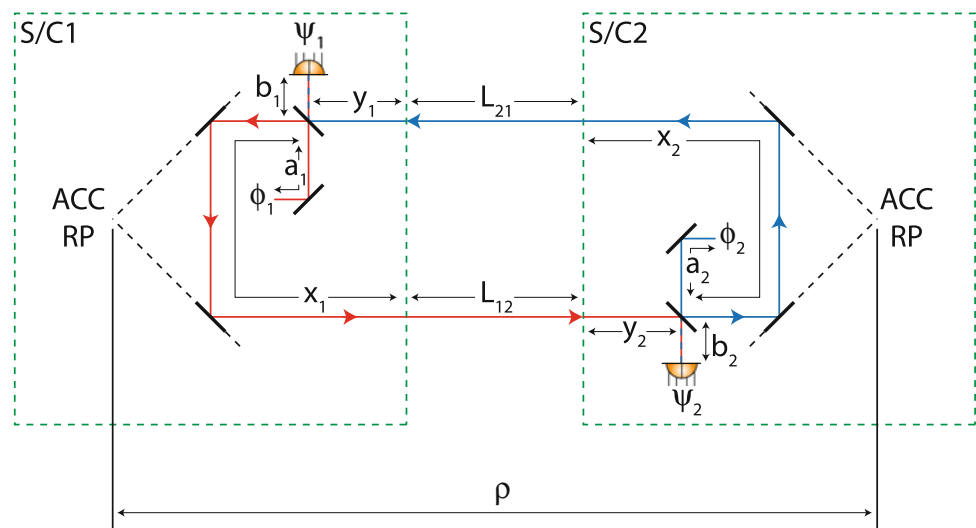 S/C1
S/C2
Ψ₁
b₁
y₁
L₂₁
x₂
a₁
ϕ₁
ACC
RP
ACC
RP
ϕ₂
a₂
x₁
L₁₂
y₂
b₂
Ψ₂
ρ